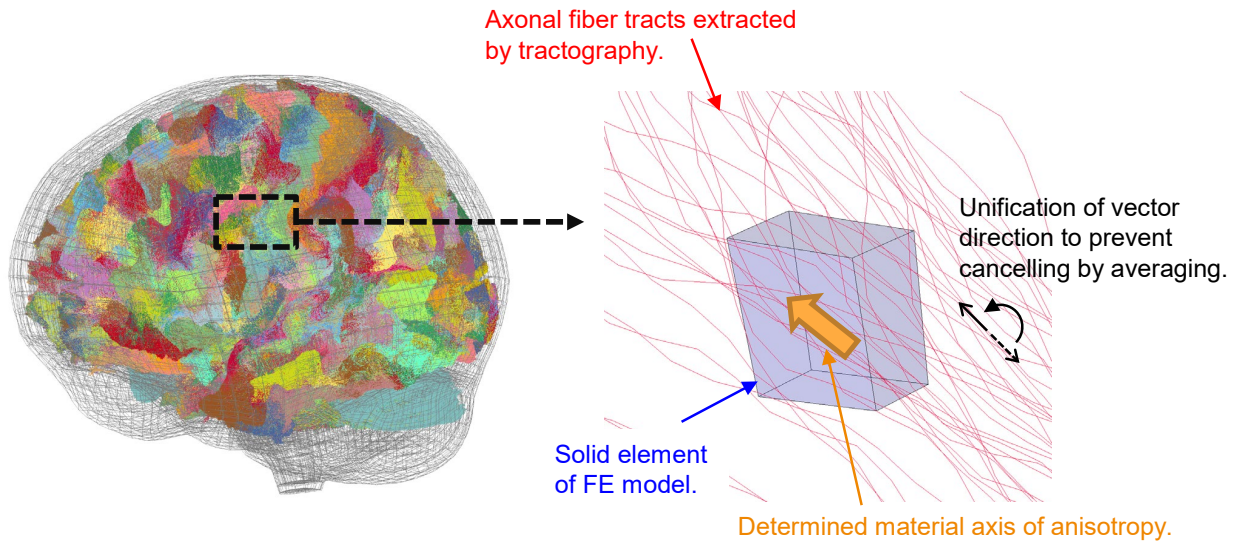 Axonal fiber tracts extracted
by tractography.
Unification of vector
direction to prevent
cancelling by averaging.
Solid element
of FE model.
Determined material axis of anisotropy.